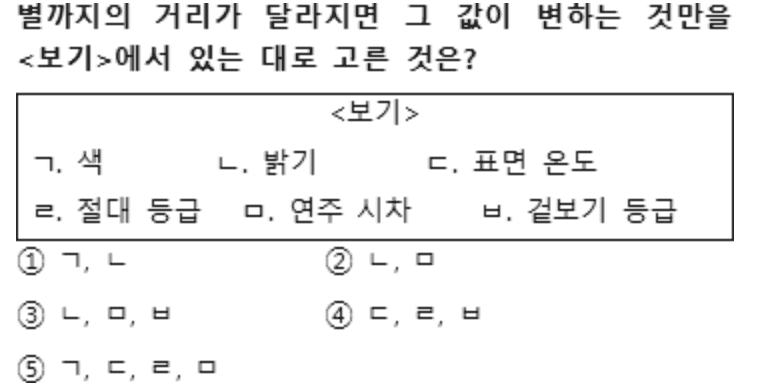 별까지의 거리가 달라지면 그 값이 변하는 것만을
<보기>에서 있는 대로 고른 것은?
<보기>
ㄱ. 색 ㄴ. 밝기 ㄷ. 표면 온도
ㄹ. 절대 등급 ㅁ. 연주 시차 ㅂ. 겉보기 등급
① ㄱ, ㄴ ② ㄴ, ㅁ
③ ㄴ, ㅁ, ㅂ ④ ㄷ, ㄹ, ㅂ
⑤ ㄱ, ㄷ, ㄹ, ㅁ